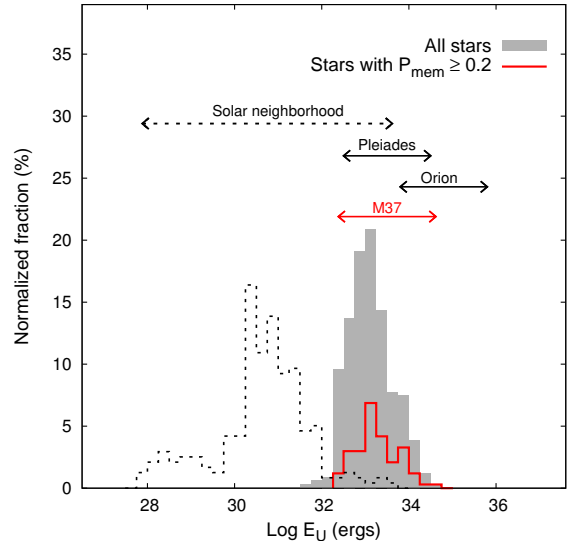 All stars
Stars with P_mem ≥ 0.2
Solar neighborhood
Pleiades
Orion
M37
Normalized fraction (%)
35
30
25
20
15
10
5
0
28
30
32
34
36
Log E_U (ergs)